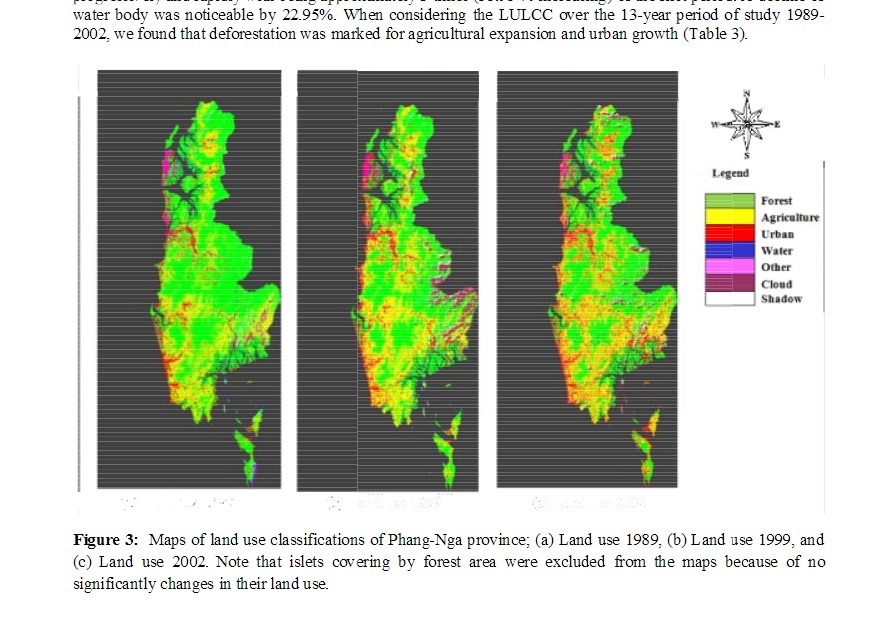 water body was noticeable by 22.95%. When considering the LULCC over the 13-year period of study 1989-
2002, we found that deforestation was marked for agricultural expansion and urban growth (Table 3).
N
W
E
S
Legend
Forest
Agriculture
Urban
Water
Other
Cloud
Shadow
Figure 3: Maps of land use classifications of Phang-Nga province; (a) Land use 1989, (b) Land use 1999, and
(c) Land use 2002. Note that islets covering by forest area were excluded from the maps because of no
significantly changes in their land use.